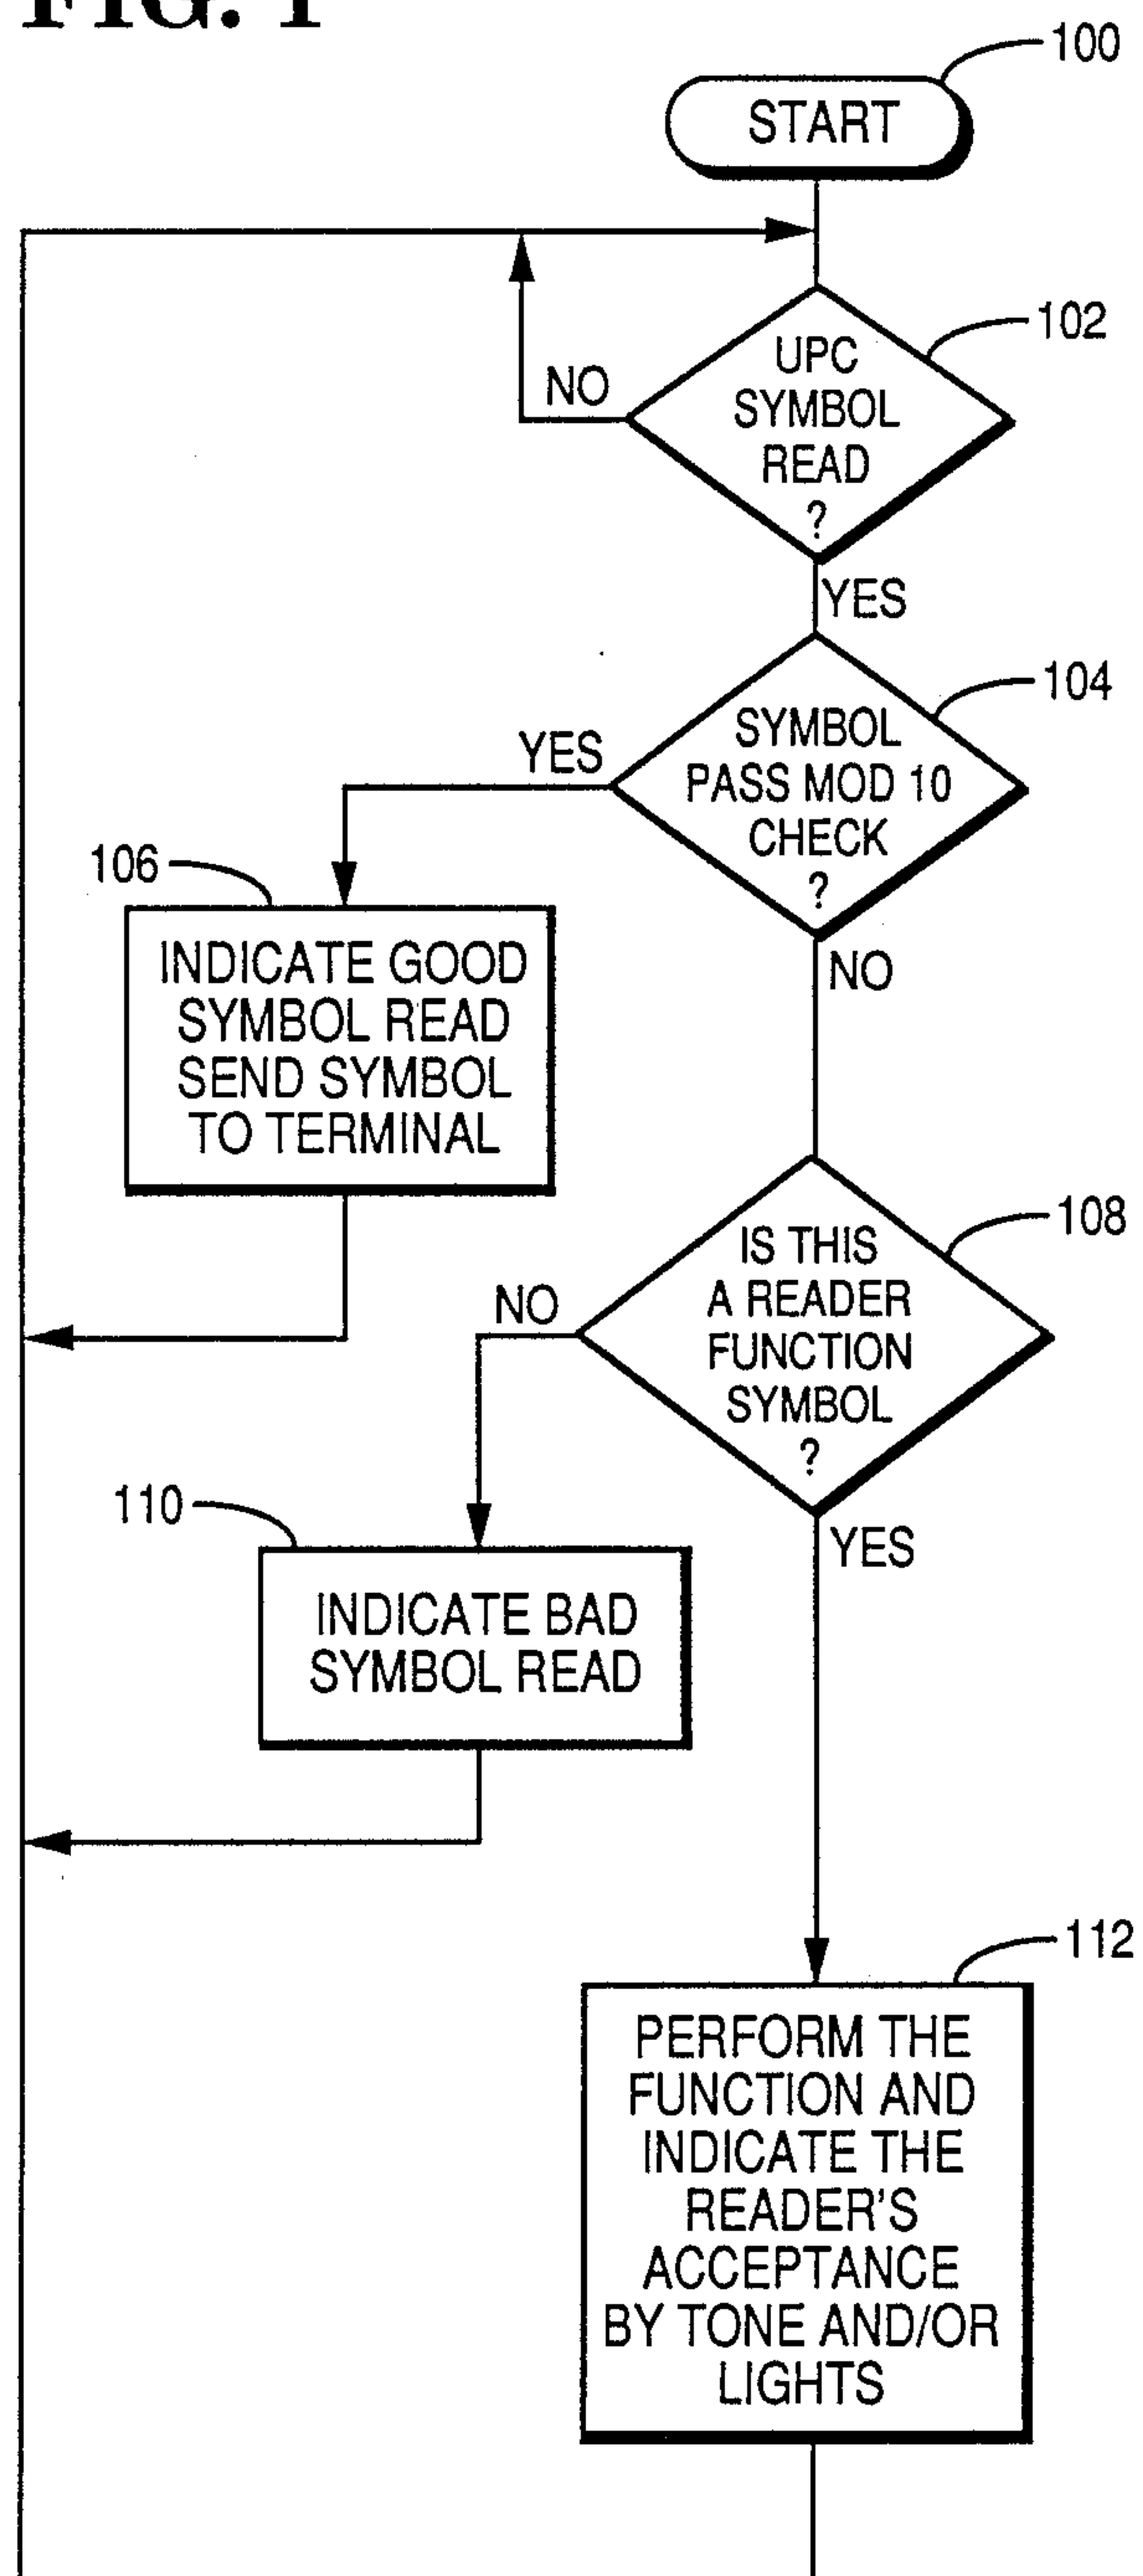 FIG. 1
100
START
102
UPC
SYMBOL
READ
?
NO
YES
104
SYMBOL
PASS MOD 10
CHECK
?
YES
NO
106
INDICATE GOOD
SYMBOL READ
SEND SYMBOL
TO TERMINAL
108
IS THIS
A READER
FUNCTION
SYMBOL
?
NO
YES
110
INDICATE BAD
SYMBOL READ
112
PERFORM THE
FUNCTION AND
INDICATE THE
READER'S
ACCEPTANCE
BY TONE AND/OR
LIGHTS